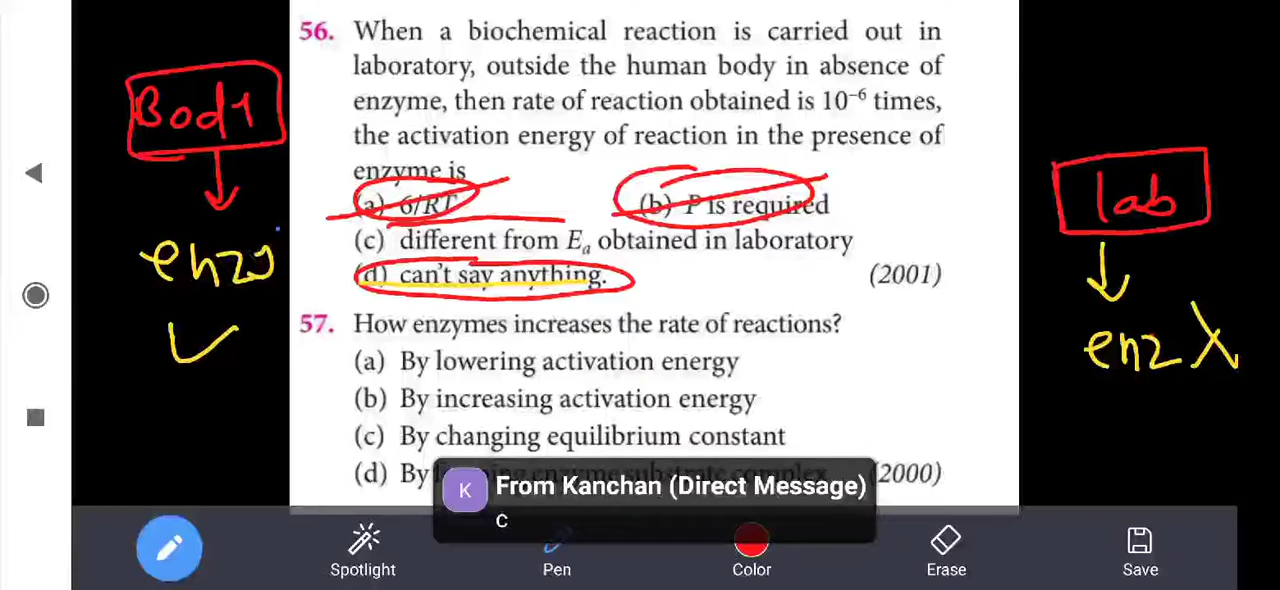 56. When a biochemical reaction is carried out in
laboratory, outside the human body in absence of
enzyme, then rate of reaction obtained is 10⁻⁶ times,
the activation energy of reaction in the presence of
enzyme is
(a) 6/RT (b) P is required
(c) different from Eₐ obtained in laboratory
(d) can't say anything. (2001)
57. How enzymes increases the rate of reactions?
(a) By lowering activation energy
(b) By increasing activation energy
(c) By changing equilibrium constant
(d) By (2000)
Body
enzy
lab
enz
K
From Kanchan (Direct Message)
C
Spotlight
Pen
Color
Erase
Save